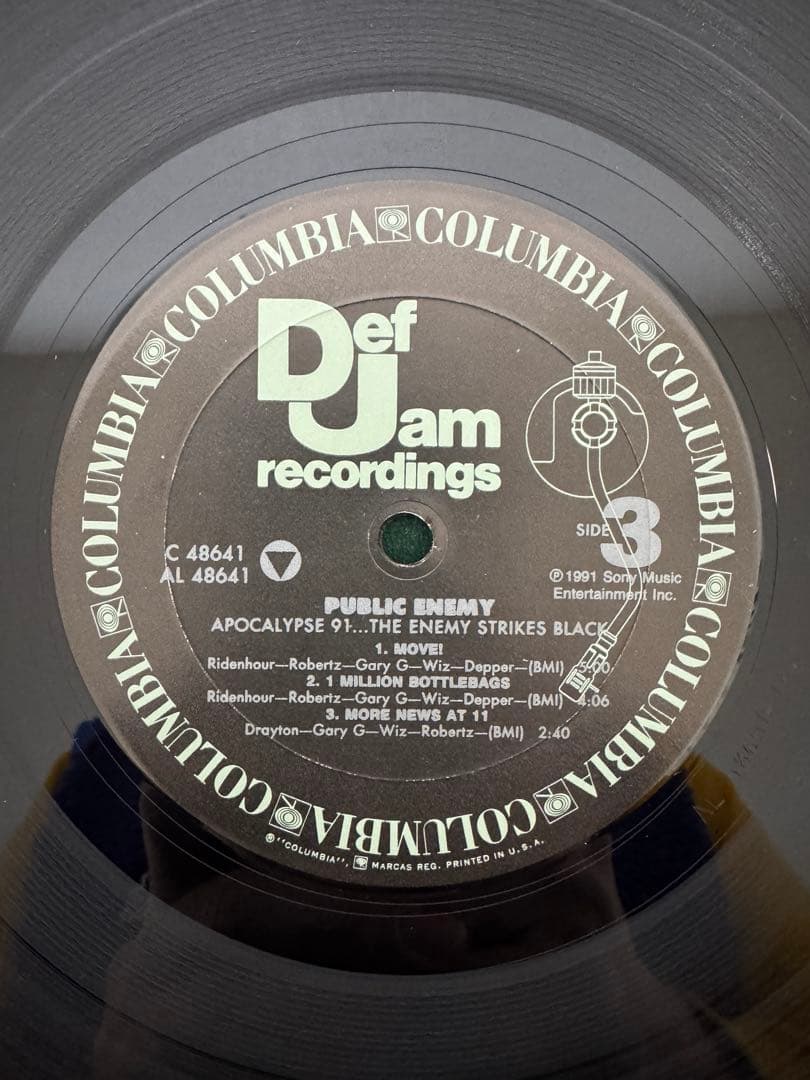 COLUMBIA COLUMBIA COLUMBIA COLUMBIA COLUMBIA COLUMBIA COLUMBIA COLUMBIA COLUMBIA
Def
Jam
recordings
SIDE 3
C 48641
AL 48641
℗ 1991 Sony Music
Entertainment Inc.
PUBLIC ENEMY
APOCALYPSE 91...THE ENEMY STRIKES BLACK
1. MOVE!
Ridenhour—Robertz—Gary G—Wiz—Depper—(BMI) 5:00
2. 1 MILLION BOTTLEBAGS
Ridenhour—Robertz—Gary G—Wiz—Depper—(BMI) 4:06
3. MORE NEWS AT 11
Drayton—Gary G—Wiz—Robertz—(BMI) 2:40
® "COLUMBIA", MARCAS REG. PRINTED IN U.S.A.